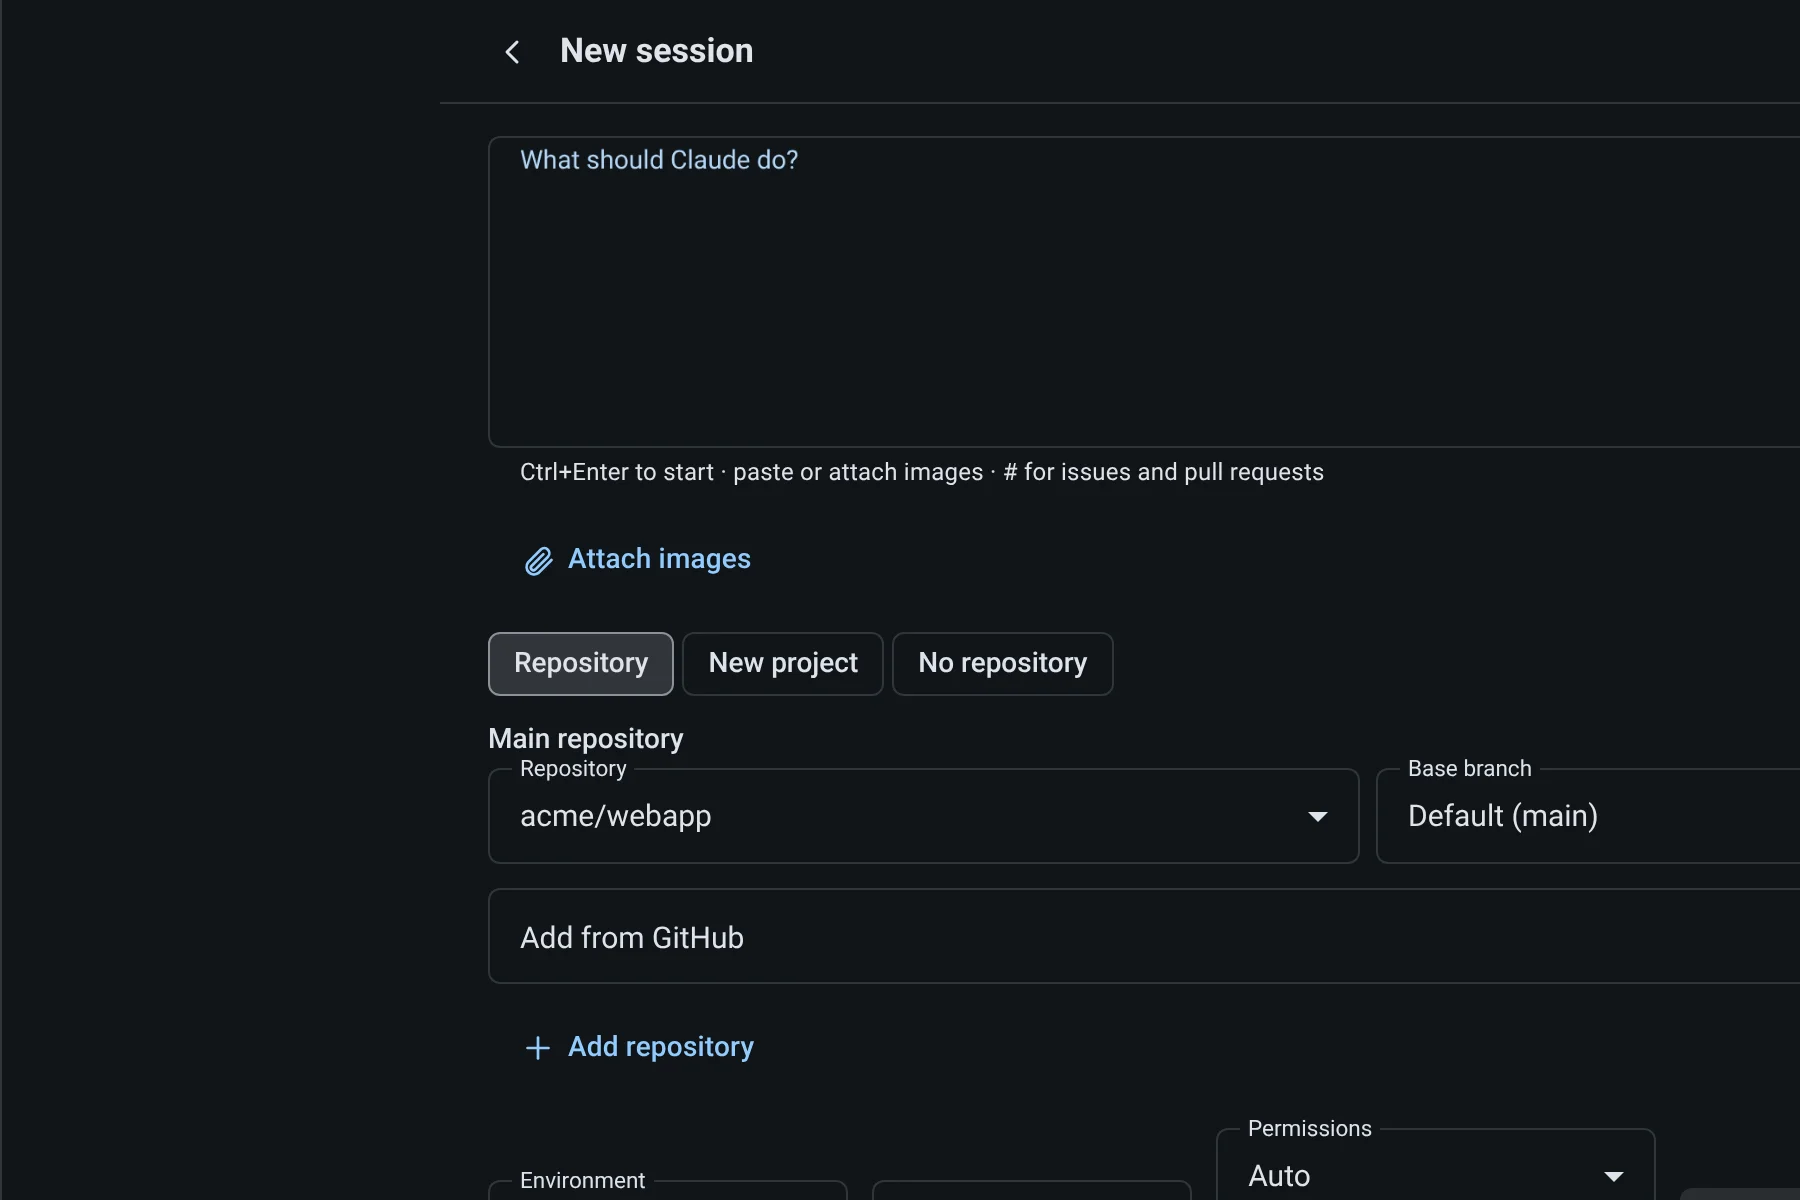 New session
What should Claude do?
Ctrl+Enter to start · paste or attach images · # for issues and pull requests
Attach images
Repository
New project
No repository
Main repository
Repository
acme/webapp
Base branch
Default (main)
Add from GitHub
Add repository
Permissions
Auto
Environment